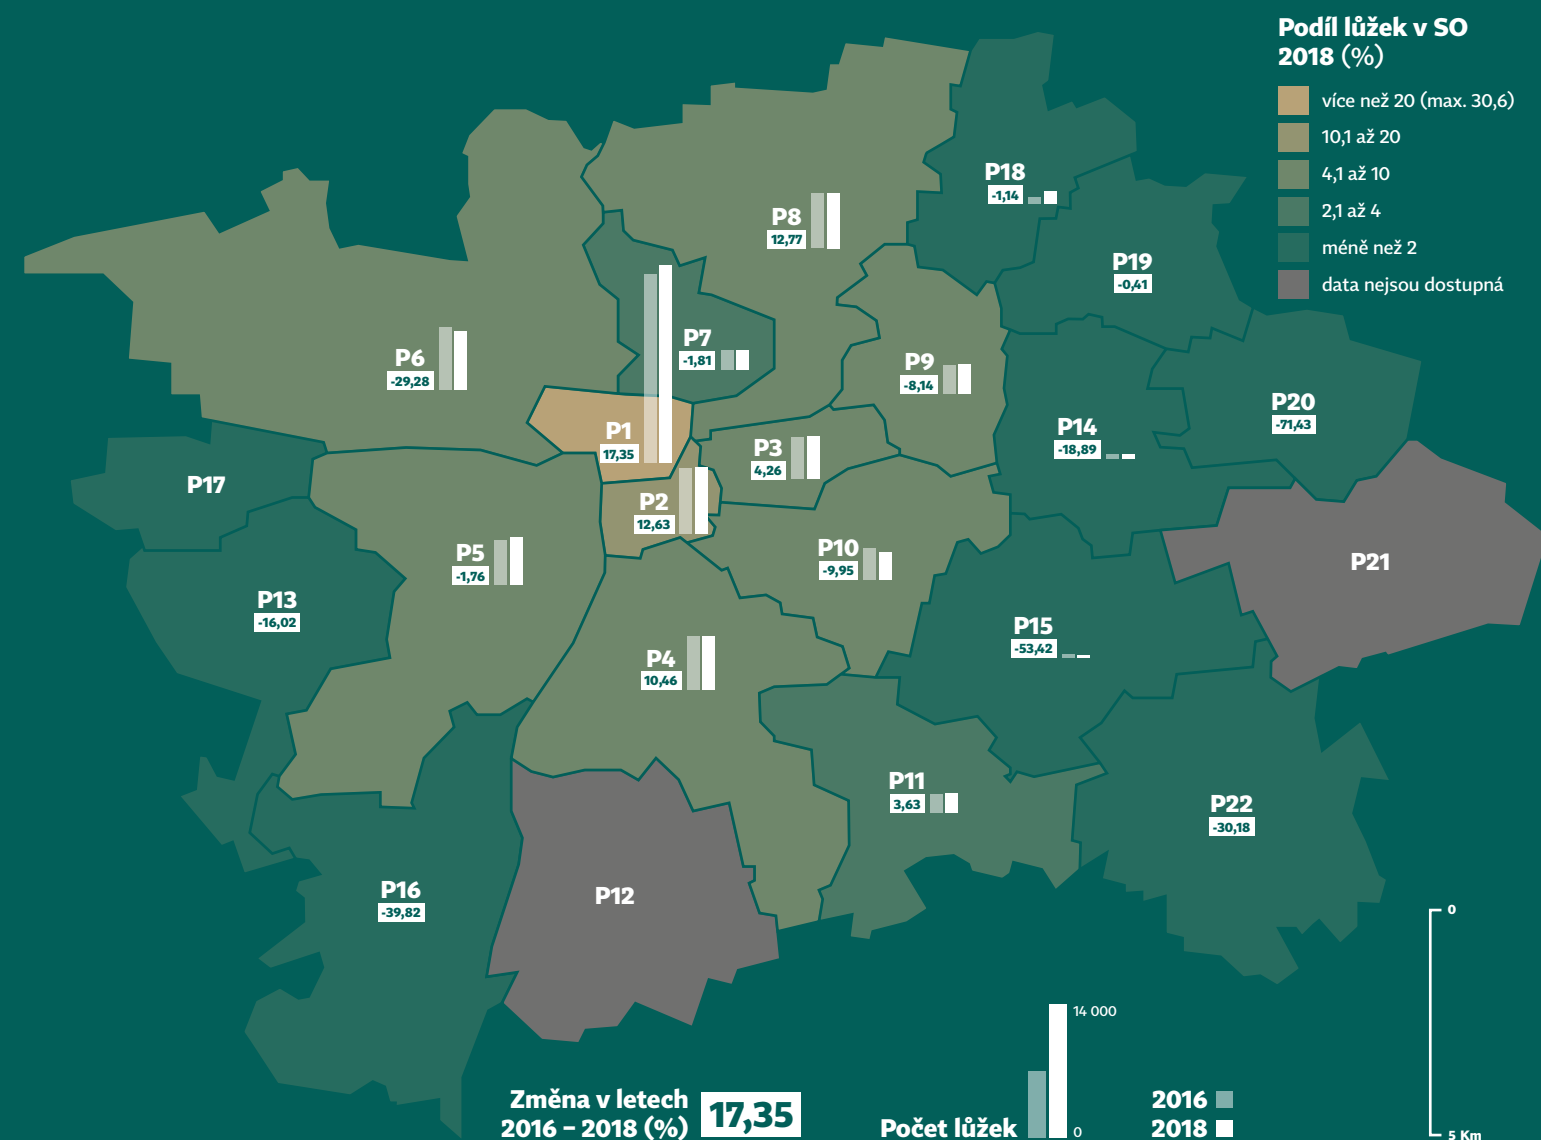 Podíl lůžek v SO
2018 (%)
více než 20 (max. 30,6)
10,1 až 20
4,1 až 10
2,1 až 4
méně než 2
data nejsou dostupná
P18
-1,14
P8
12,77
P19
-0,41
P7
-1,81
P6
-29,28
P9
-8,14
P20
-71,43
P1
17,35
P14
-18,89
P3
4,26
P17
P2
12,63
P5
-1,76
P10
-9,95
P21
P13
-16,02
P15
-53,42
P4
10,46
P11
3,63
P22
-30,18
P16
-39,82
P12
0
5 Km
14 000
0
Počet lůžek
2016
2018
Změna v letech
2016 – 2018 (%)
17,35